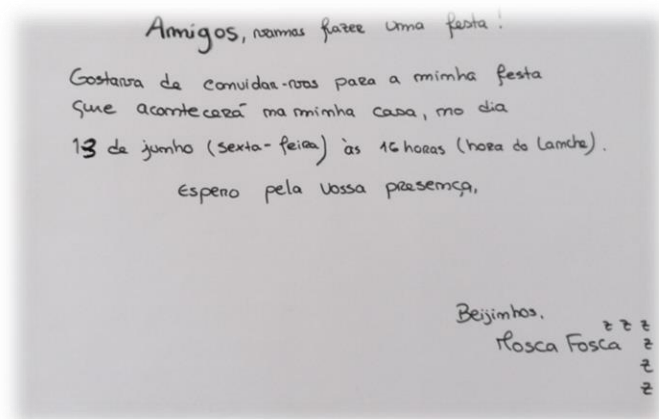 Amigos, vamos fazer uma festa!
Gostava de convidar-vos para a minha festa
que acontecerá na minha casa, no dia
13 de junho (sexta-feira) às 16 horas (hora do lanche).
Espero pela vossa presença,
Beijinhos,
Mosca Fosca
z z z
z
z
z